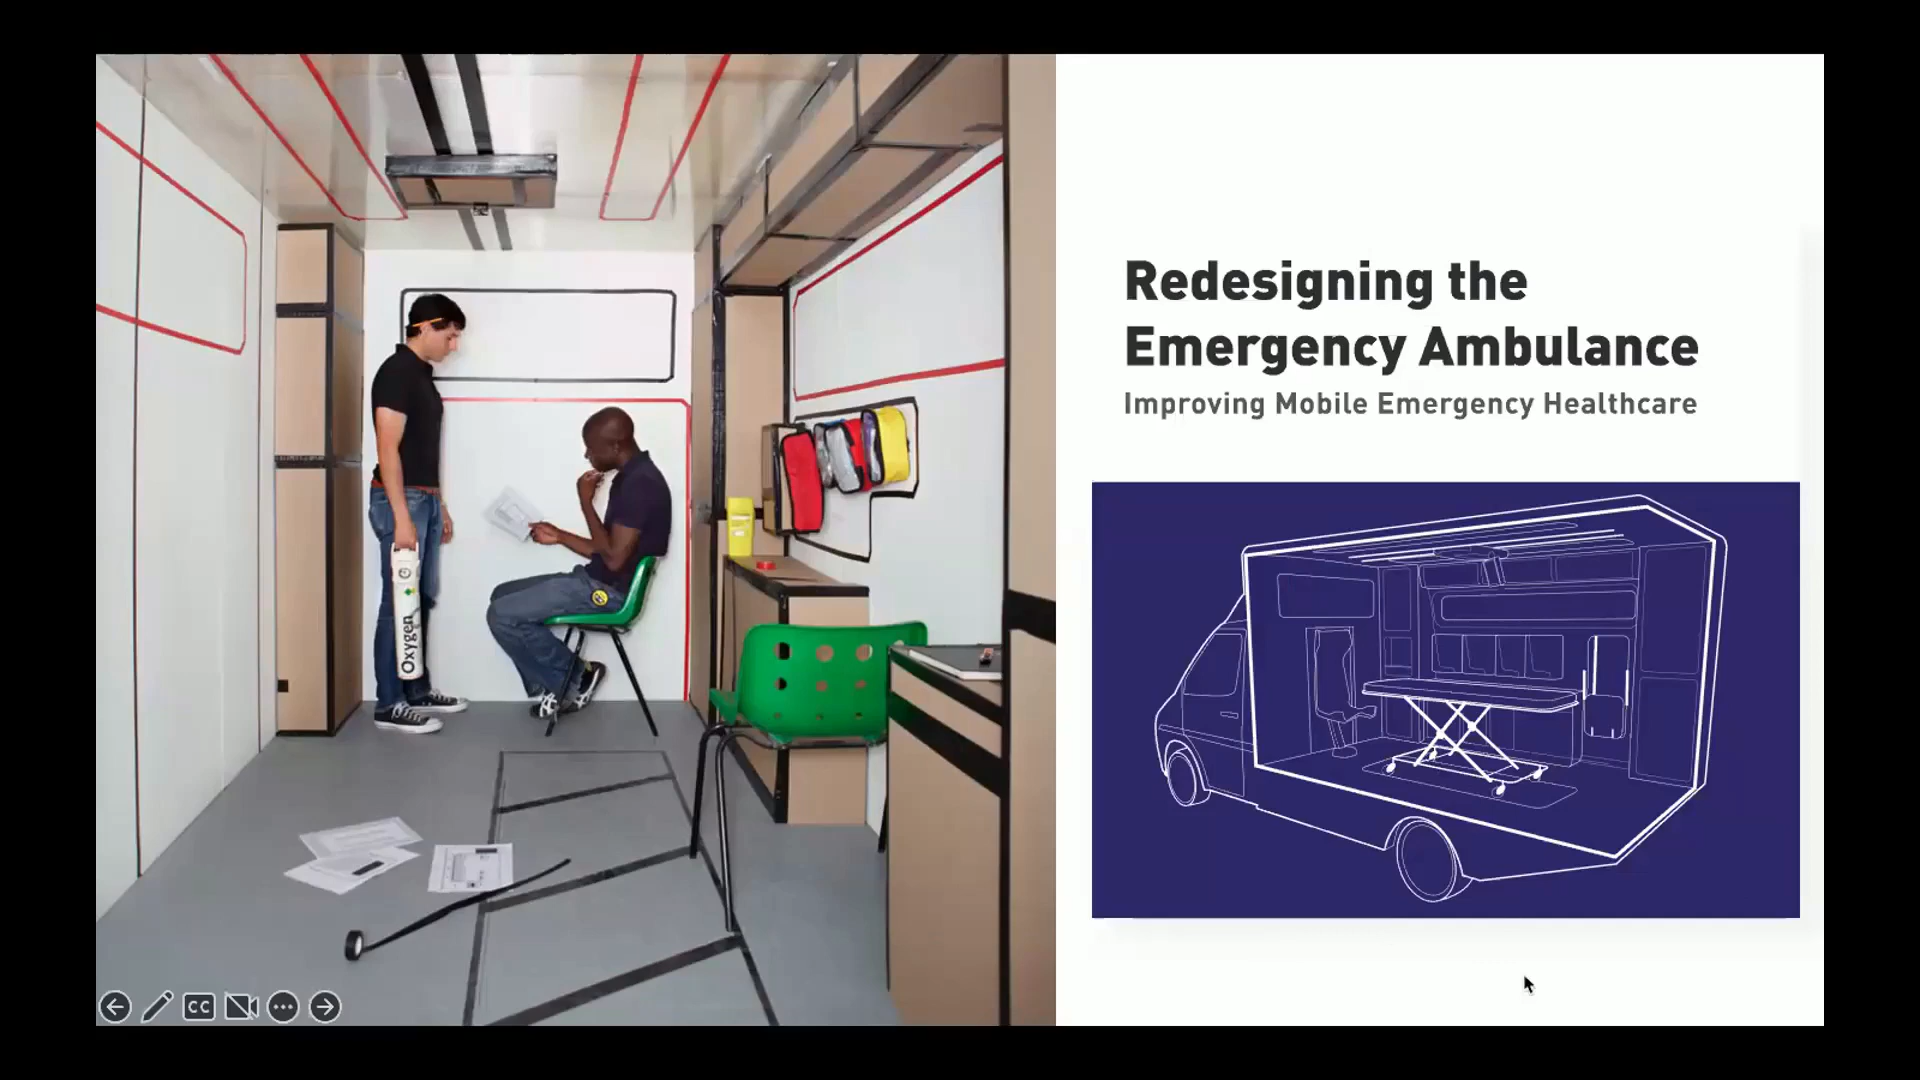 Redesigning the
Emergency Ambulance
Improving Mobile Emergency Healthcare
Oxygen
CC